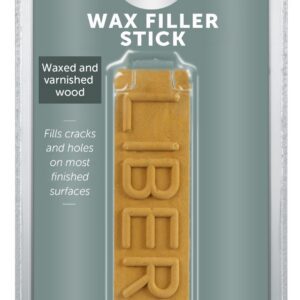 WAX FILLER
STICK
Waxed and
varnished
wood
Fills cracks
and holes
on most
finished
surfaces
LIBER